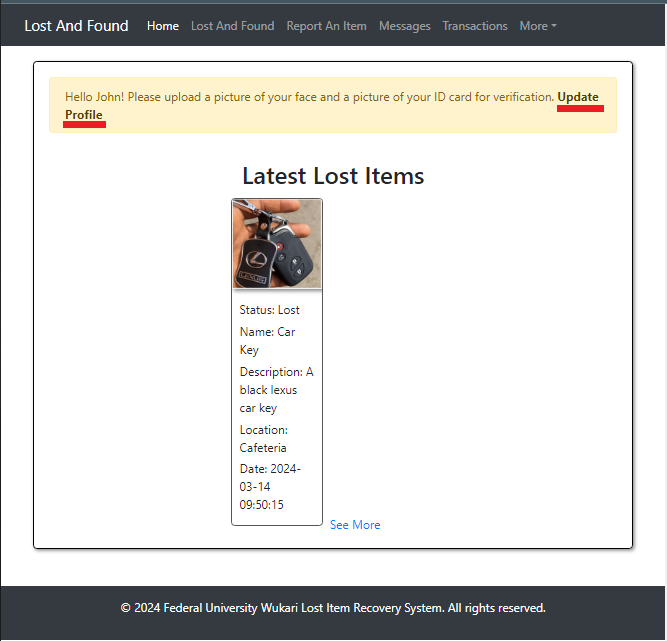 Lost And Found Home Lost And Found Report An Item Messages Transactions More
Hello John! Please upload a picture of your face and a picture of your ID card for verification. Update
Profile
Latest Lost Items
LEXUS
Status: Lost
Name: Car
Key
Description: A
black lexus
car key
Location:
Cafeteria
Date: 2024-
03-14
09:50:15
See More
© 2024 Federal University Wukari Lost Item Recovery System. All rights reserved.